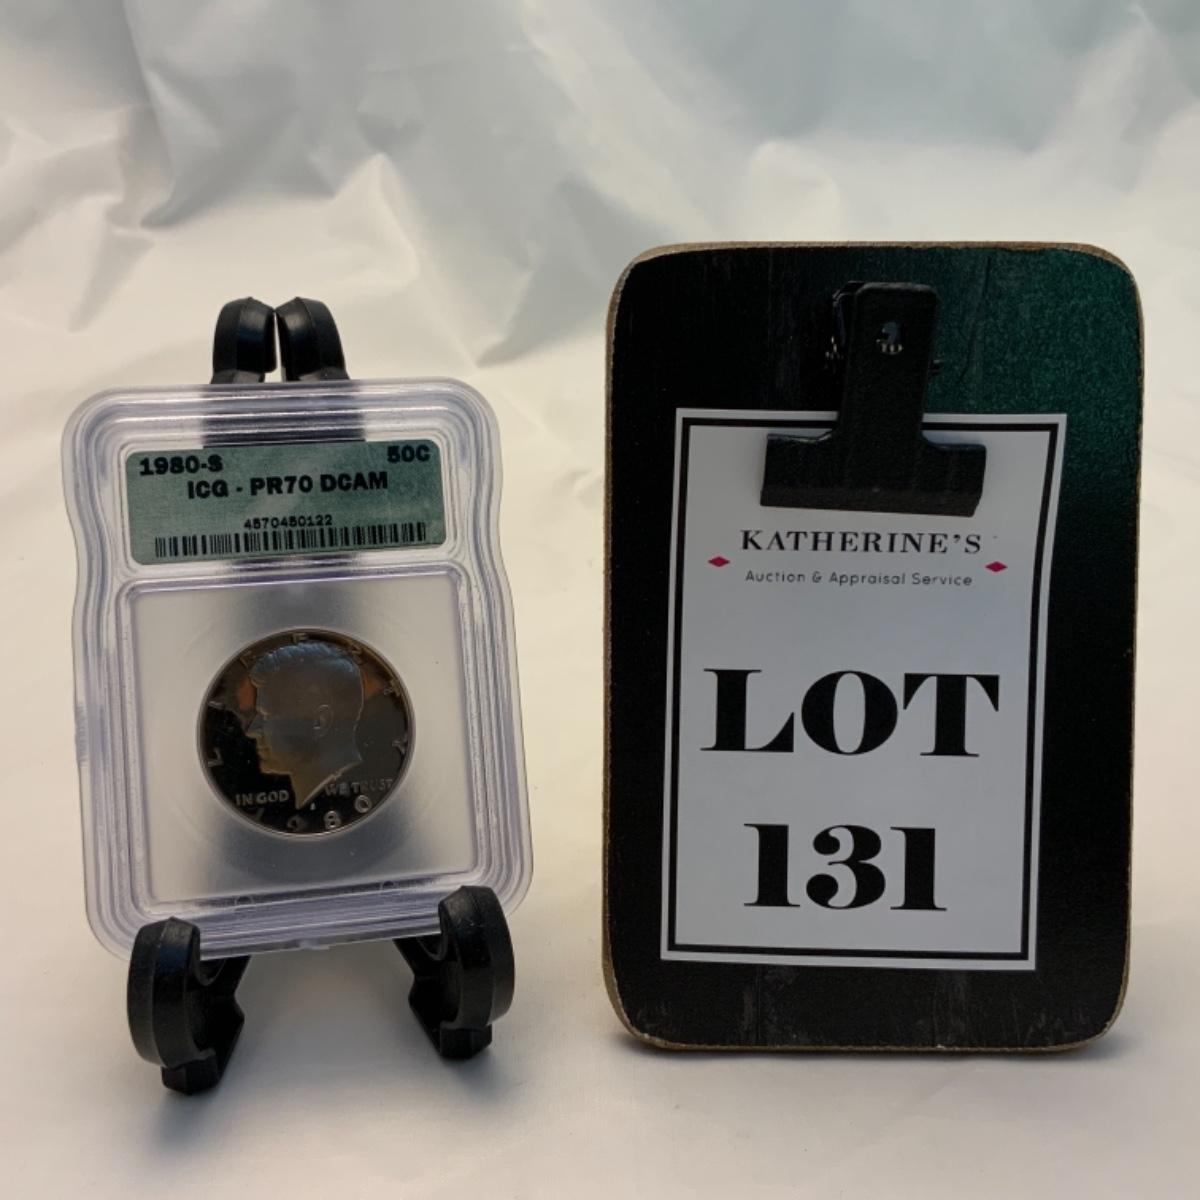 1980-S 50C
ICG - PR70 DCAM
4570450122
LIBERTY
IN GOD WE TRUST
1980
KATHERINE'S
Auction & Appraisal Service
LOT
131